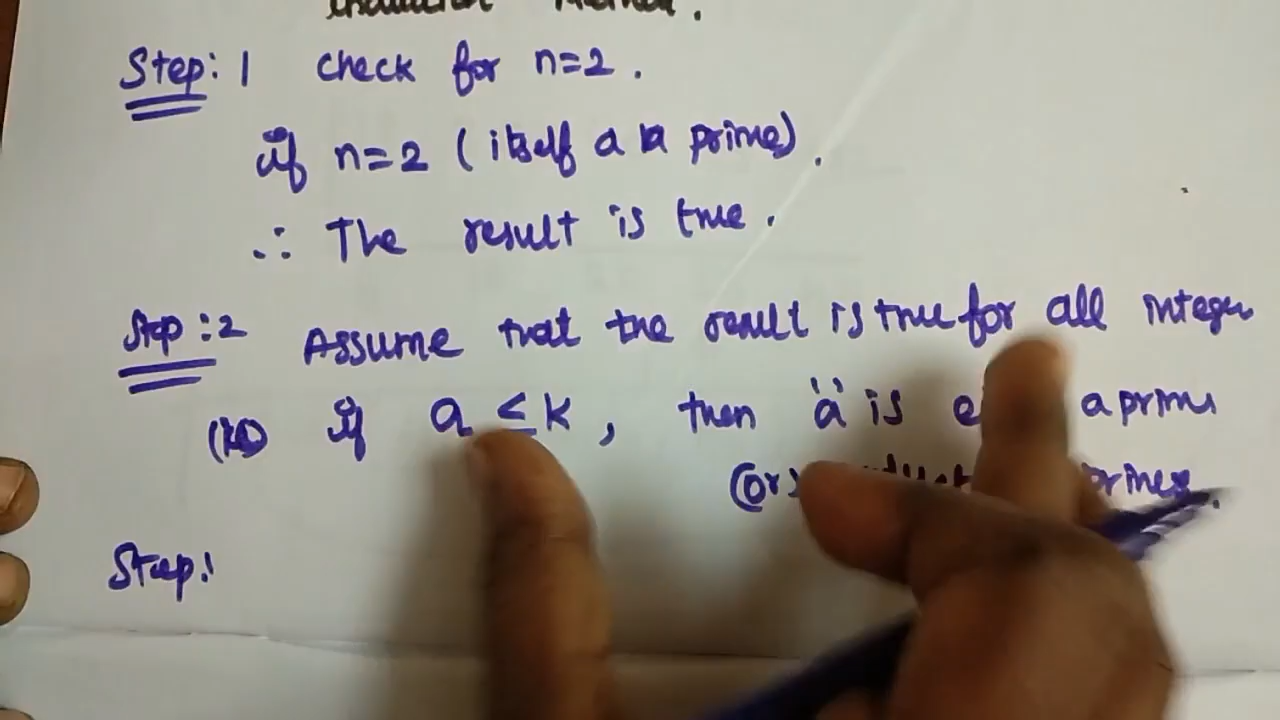 Step: 1 Check for n=2.
if n=2 (itself a prime).
∴ The result is true.
Step: 2 Assume that the result is true for all integers
if a ≤ k, then "a" is a prime
(or) primes.
Step: